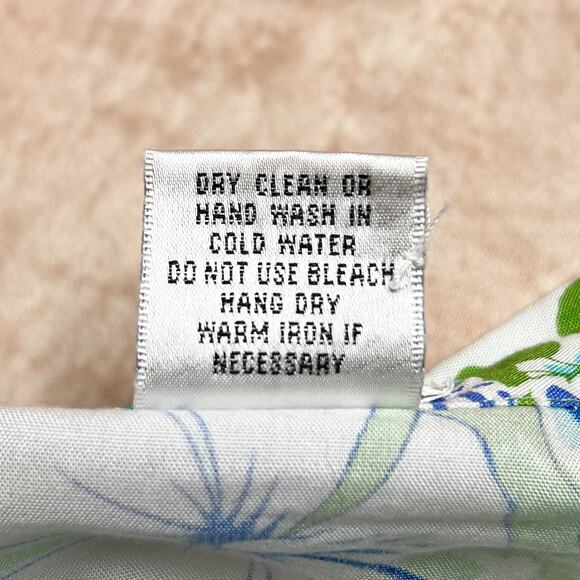 DRY CLEAN OR
HAND WASH IN
COLD WATER
DO NOT USE BLEACH
HANG DRY
WARM IRON IF
NECESSARY